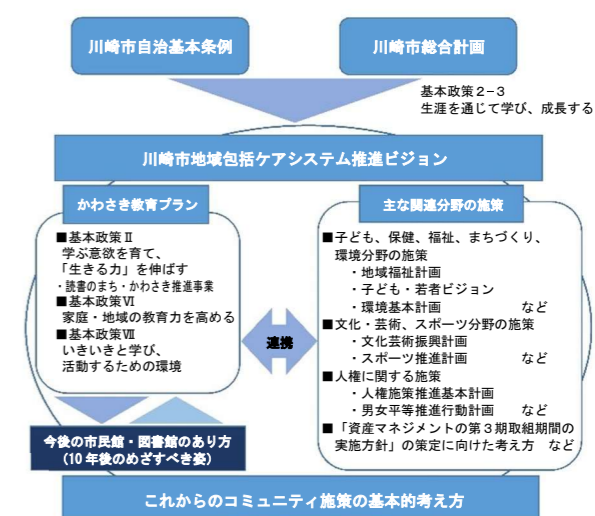 川崎市自治基本条例
川崎市総合計画
基本政策２−３
生涯を通じて学び、成長する
川崎市地域包括ケアシステム推進ビジョン
かわさき教育プラン
■基本政策Ⅱ
学ぶ意欲を育て、
「生きる力」を伸ばす
・読書のまち・かわさき推進事業
■基本政策Ⅵ
家庭・地域の教育力を高める
■基本政策Ⅶ
いきいきと学び、
活動するための環境
連携
主な関連分野の施策
■子ども、保健、福祉、まちづくり、
環境分野の施策
・地域福祉計画
・子ども・若者ビジョン
・環境基本計画　　　　など
■文化・芸術、スポーツ分野の施策
・文化芸術振興計画
・スポーツ推進計画　　など
■人権に関する施策
・人権施策推進基本計画
・男女平等推進行動計画　など
■「資産マネジメントの第３期取組期間の
実施方針」の策定に向けた考え方　など
今後の市民館・図書館のあり方
（10 年後のめざすべき姿）
これからのコミュニティ施策の基本的考え方